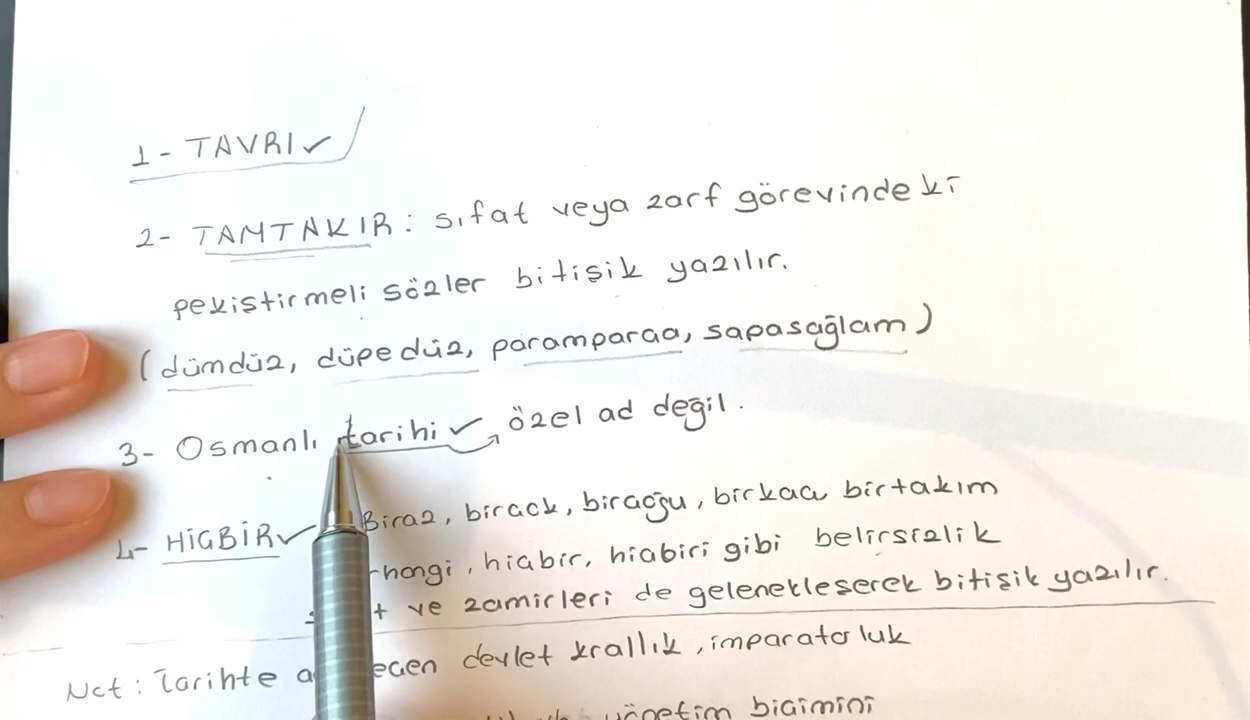 1- TAVRI ✓
2- TAMTAKIR: sıfat veya zarf görevindeki
pekiştirmeli sözler bitişik yazılır.
(dümdüz, düpedüz, paramparça, sapasağlam)
3- Osmanlı tarihi ✓ özel ad değil.
4- HİÇBİR ✓ Biraz, birçok, birçoğu, birkaç, birtakım
hangi, hiçbir, hiçbiri gibi belirsizlik
ve zamirleri de gelenekleşerek bitişik yazılır.
Not: Tarihte devlet krallık, imparatorluk
yönetim biçimini